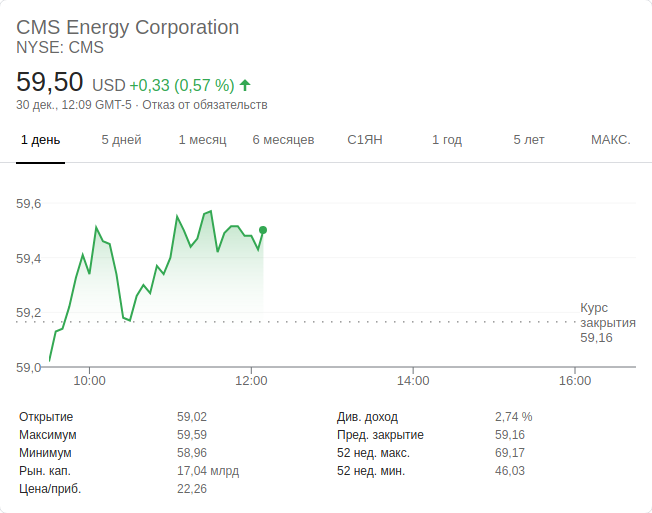 CMS Energy Corporation
NYSE: CMS
59,50 USD +0,33 (0,57 %)
30 дек., 12:09 GMT-5 · Отказ от обязательств
1 день 5 дней 1 месяц 6 месяцев С1ЯН 1 год 5 лет МАКС.
59,6
59,4
59,2
59,0
Курс
закрытия
59,16
10:00 12:00 14:00 16:00
Открытие 59,02 Див. доход 2,74 %
Максимум 59,59 Пред. закрытие 59,16
Минимум 58,96 52 нед. макс. 69,17
Рын. кап. 17,04 млрд 52 нед. мин. 46,03
Цена/приб. 22,26